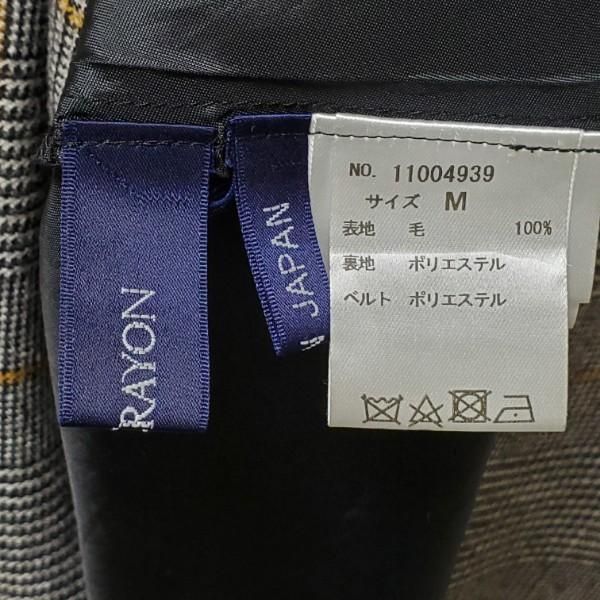 RAYON
JAPAN
NO. 11004939
サイズ M
表地 毛 100%
裏地 ポリエステル
ベルト ポリエステル